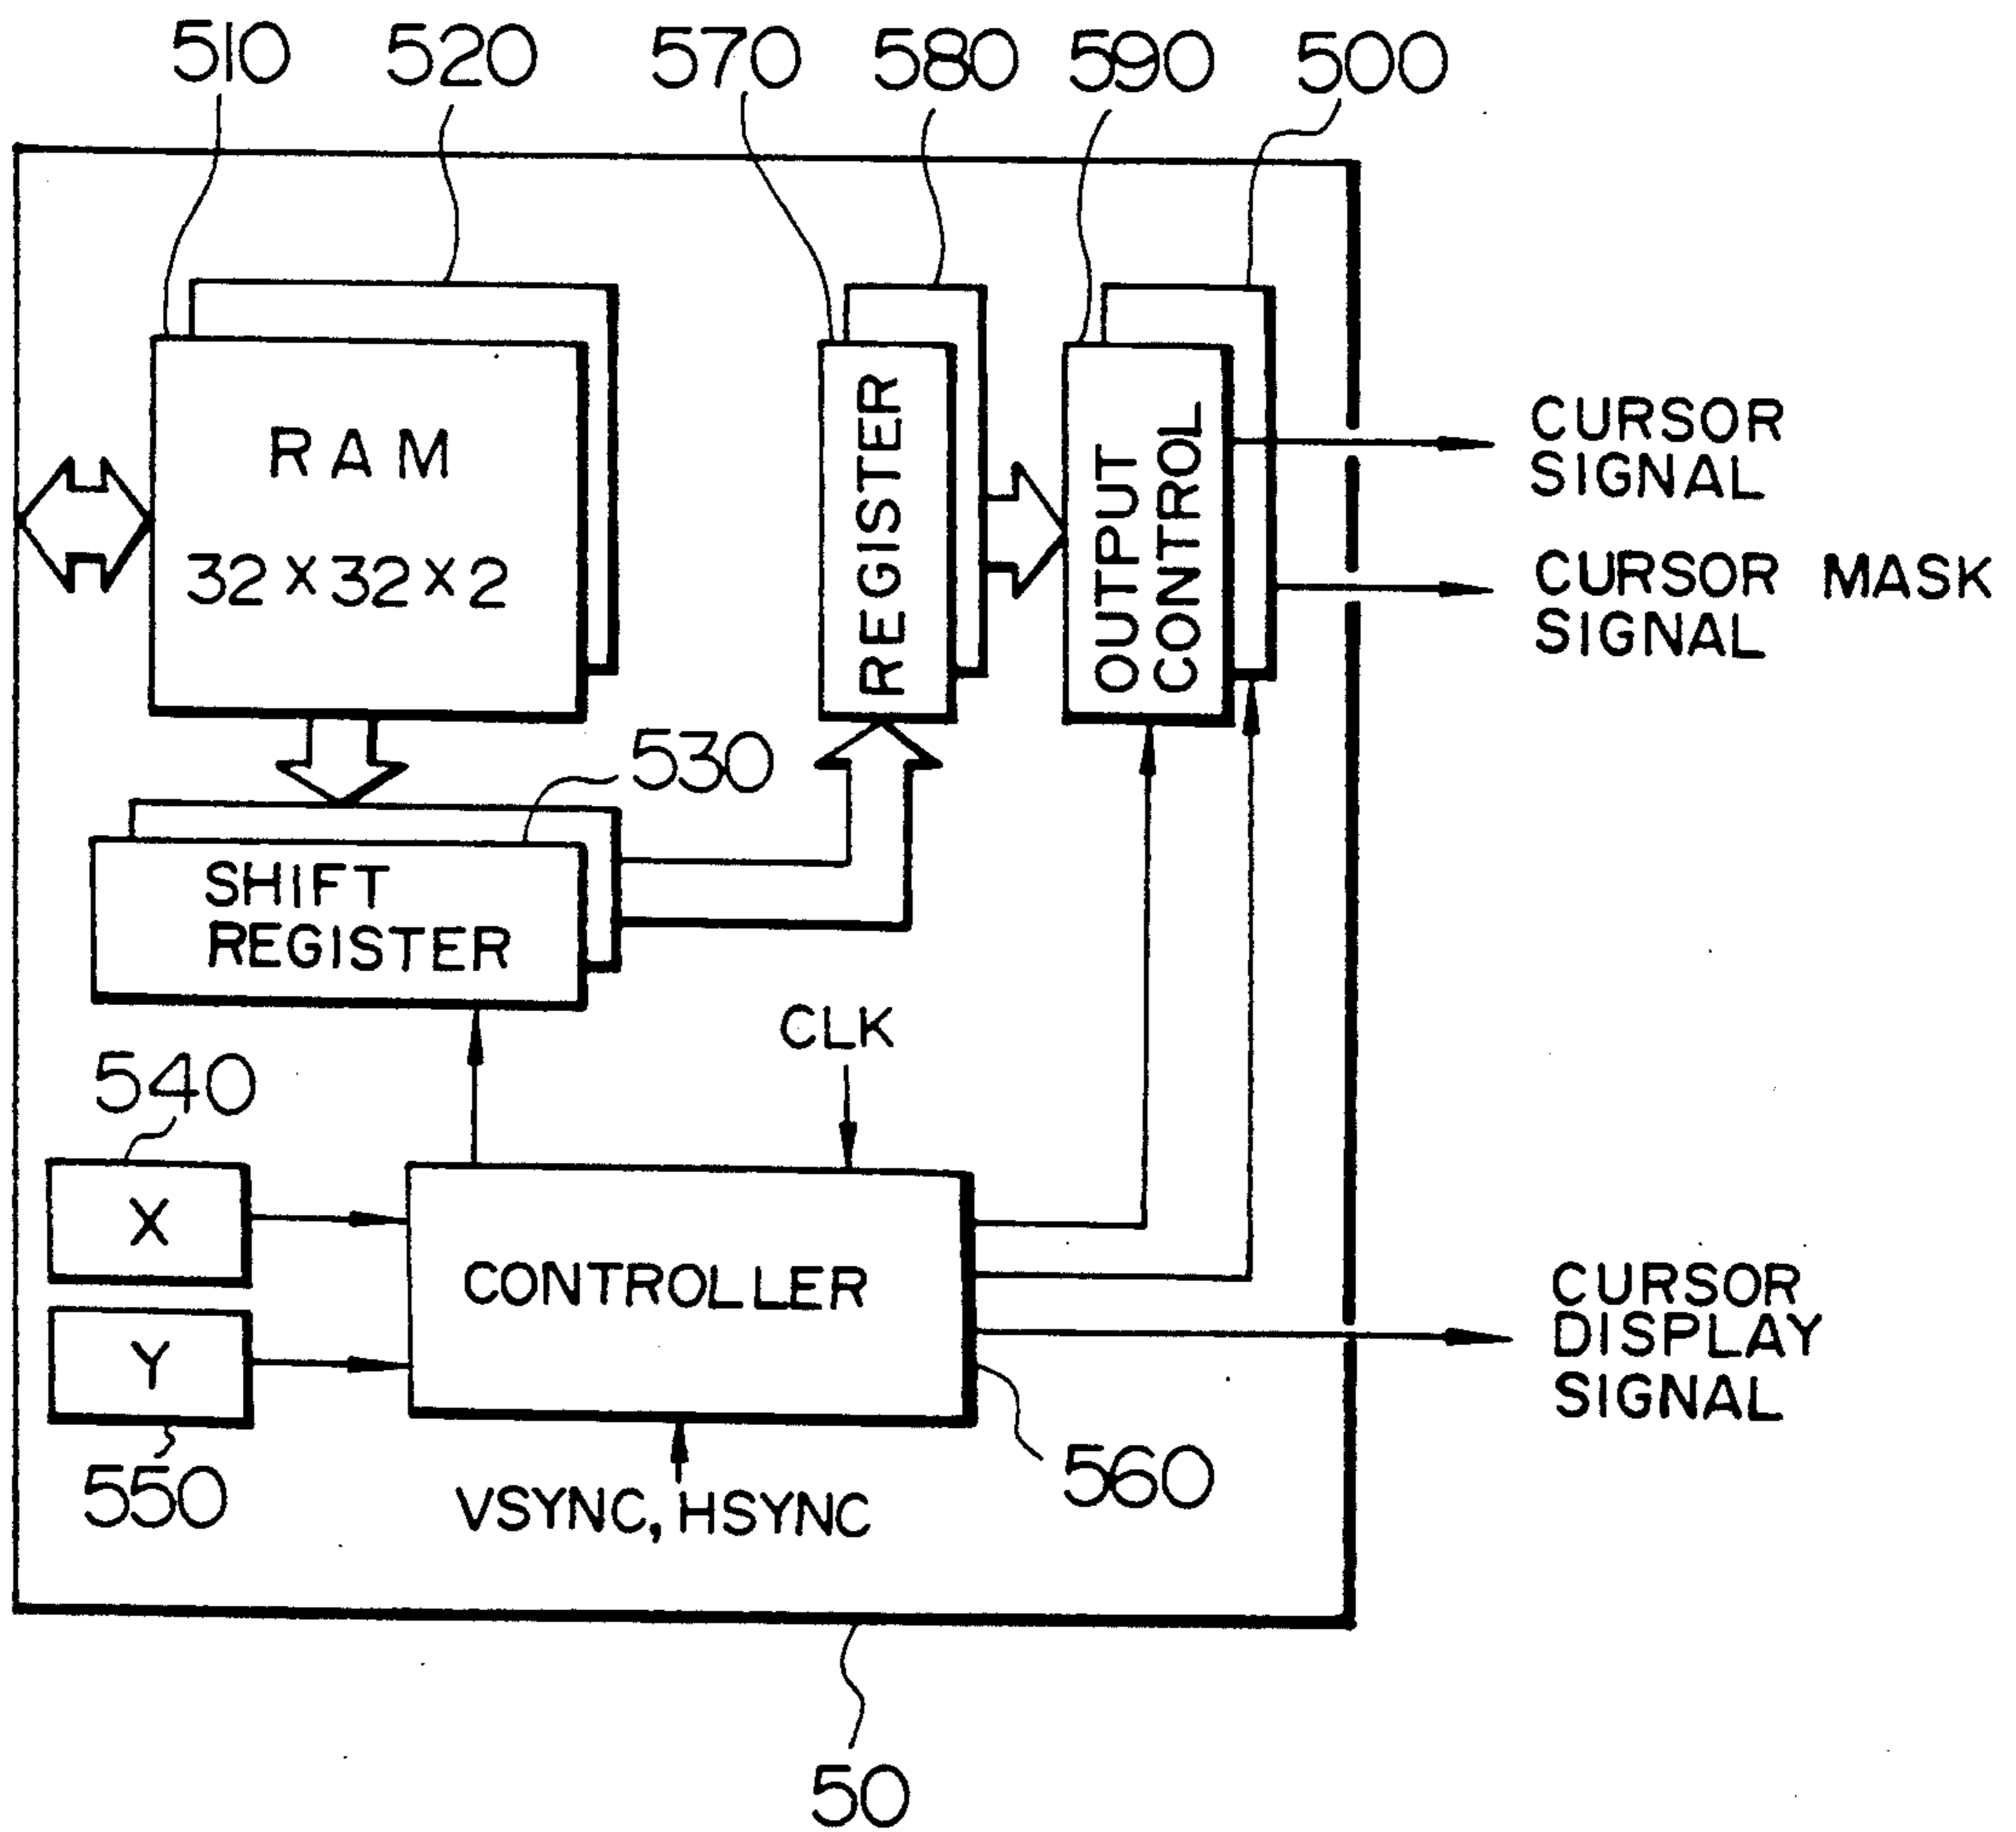 510 520 570 580 590 500
RAM
32×32×2
REGISTER
OUTPUT
CONTROL
CURSOR
SIGNAL
CURSOR MASK
SIGNAL
530
SHIFT
REGISTER
CLK
540
X
CONTROLLER
Y
CURSOR
DISPLAY
SIGNAL
550
VSYNC, HSYNC
560
50